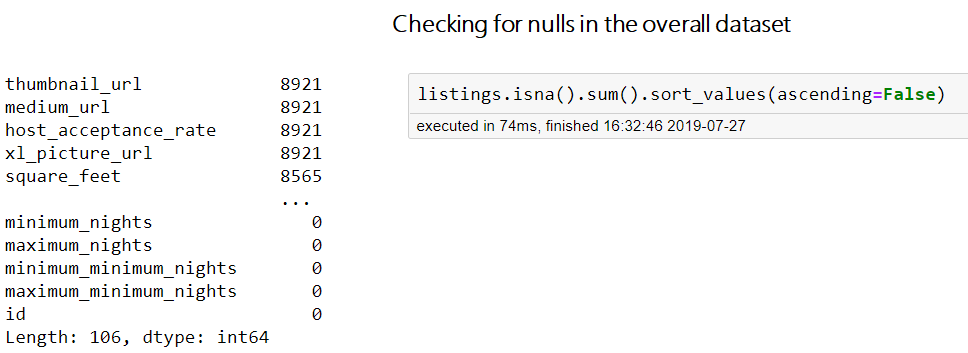 Checking for nulls in the overall dataset
thumbnail_url 8921
medium_url 8921
host_acceptance_rate 8921
xl_picture_url 8921
square_feet 8565
...
minimum_nights 0
maximum_nights 0
minimum_minimum_nights 0
maximum_minimum_nights 0
id 0
Length: 106, dtype: int64
listings.isna().sum().sort_values(ascending=False)
executed in 74ms, finished 16:32:46 2019-07-27